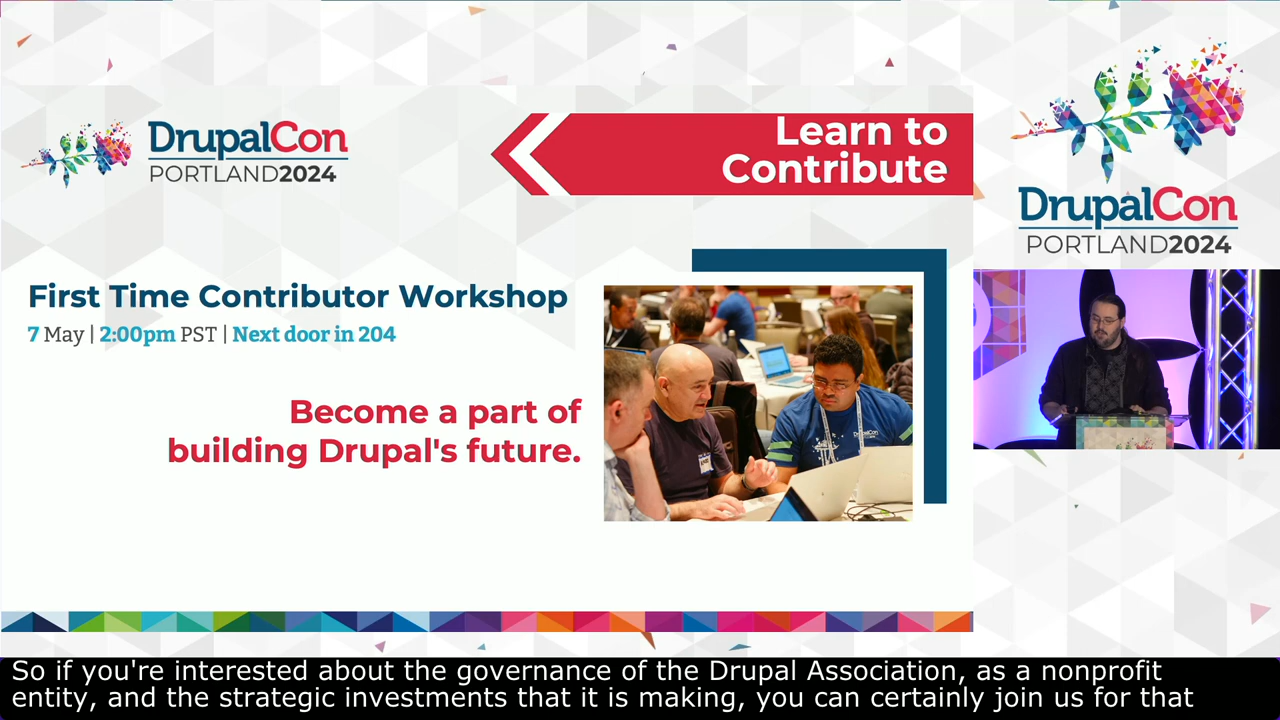 DrupalCon
PORTLAND2024
Learn to
Contribute
First Time Contributor Workshop
7 May | 2:00pm PST | Next door in 204
Become a part of
building Drupal's future.
DrupalCon
PORTLAND2024
So if you're interested about the governance of the Drupal Association, as a nonprofit
entity, and the strategic investments that it is making, you can certainly join us for that